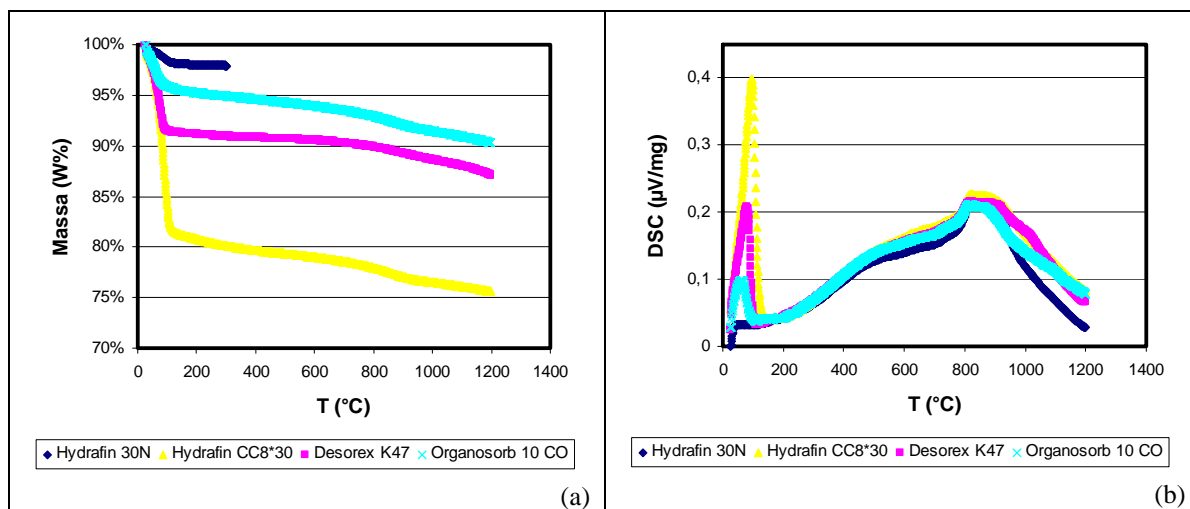 100%
95%
90%
85%
80%
75%
70%
Massa (W%)
0 200 400 600 800 1000 1200 1400
T (°C)
Hydrafin 30N Hydrafin CC8*30 Desorex K47 Organosorb 10 CO
(a)
0,4
0,3
0,2
0,1
0
DSC (µV/mg)
0 200 400 600 800 1000 1200 1400
T (°C)
Hydrafin 30N Hydrafin CC8*30 Desorex K47 Organosorb 10 CO
(b)